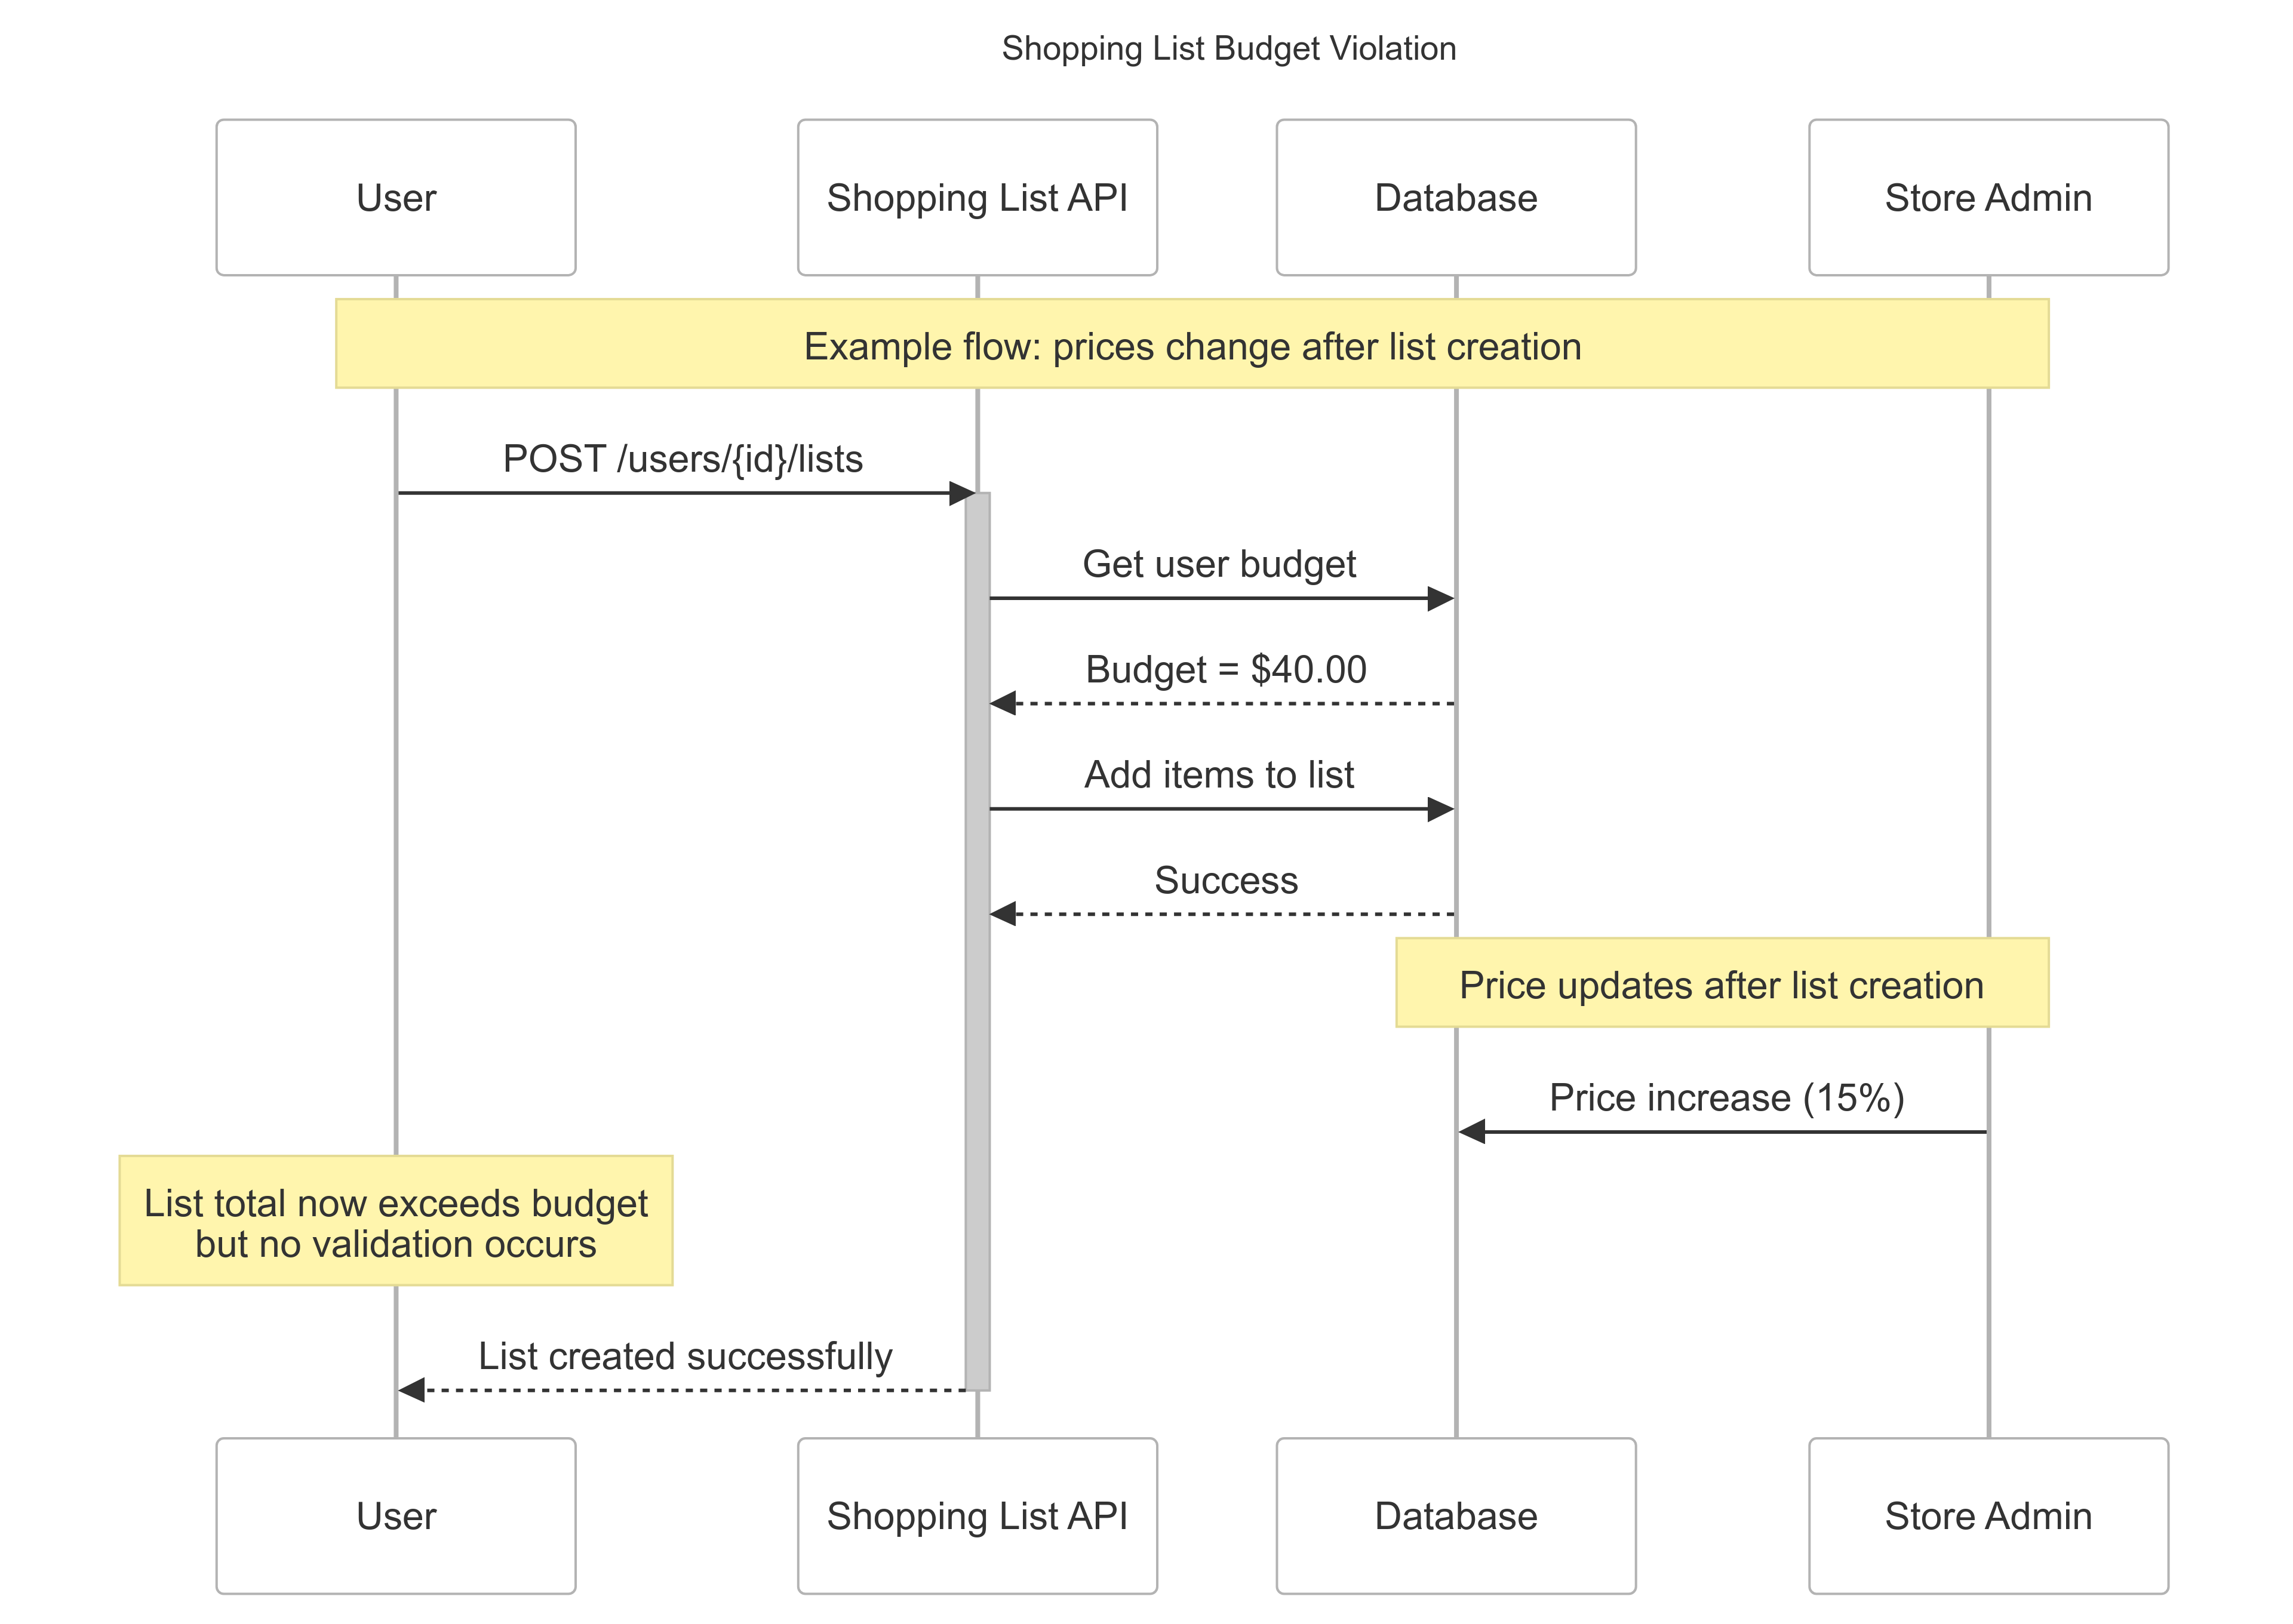 Shopping List Budget Violation
User
Shopping List API
Database
Store Admin
Example flow: prices change after list creation
POST /users/{id}/lists
Get user budget
Budget = $40.00
Add items to list
Success
Price updates after list creation
Price increase (15%)
List total now exceeds budget
but no validation occurs
List created successfully
User
Shopping List API
Database
Store Admin